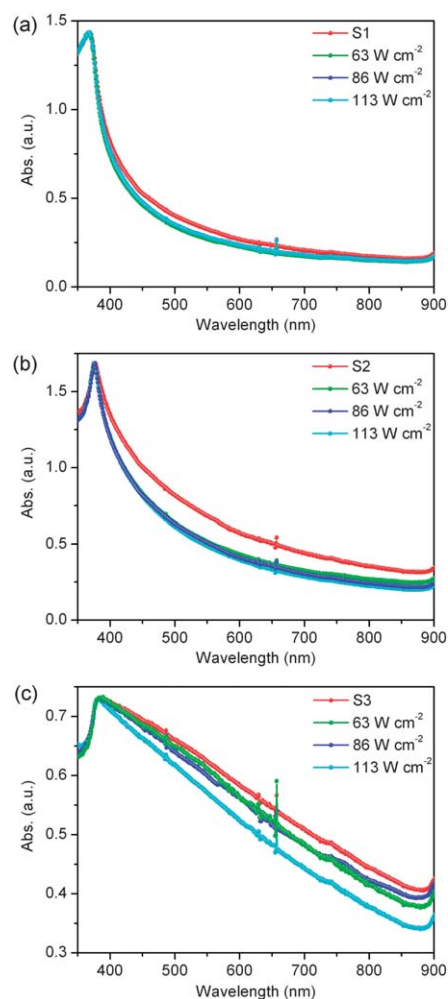 (a)
S1
63 W cm⁻²
86 W cm⁻²
113 W cm⁻²
Abs. (a.u.)
1.5
1.0
0.5
0.0
400 500 600 700 800 900
Wavelength (nm)
(b)
S2
63 W cm⁻²
86 W cm⁻²
113 W cm⁻²
Abs. (a.u.)
1.5
1.0
0.5
0.0
400 500 600 700 800 900
Wavelength (nm)
(c)
S3
63 W cm⁻²
86 W cm⁻²
113 W cm⁻²
Abs. (a.u.)
0.7
0.6
0.5
0.4
0.3
400 500 600 700 800 900
Wavelength (nm)